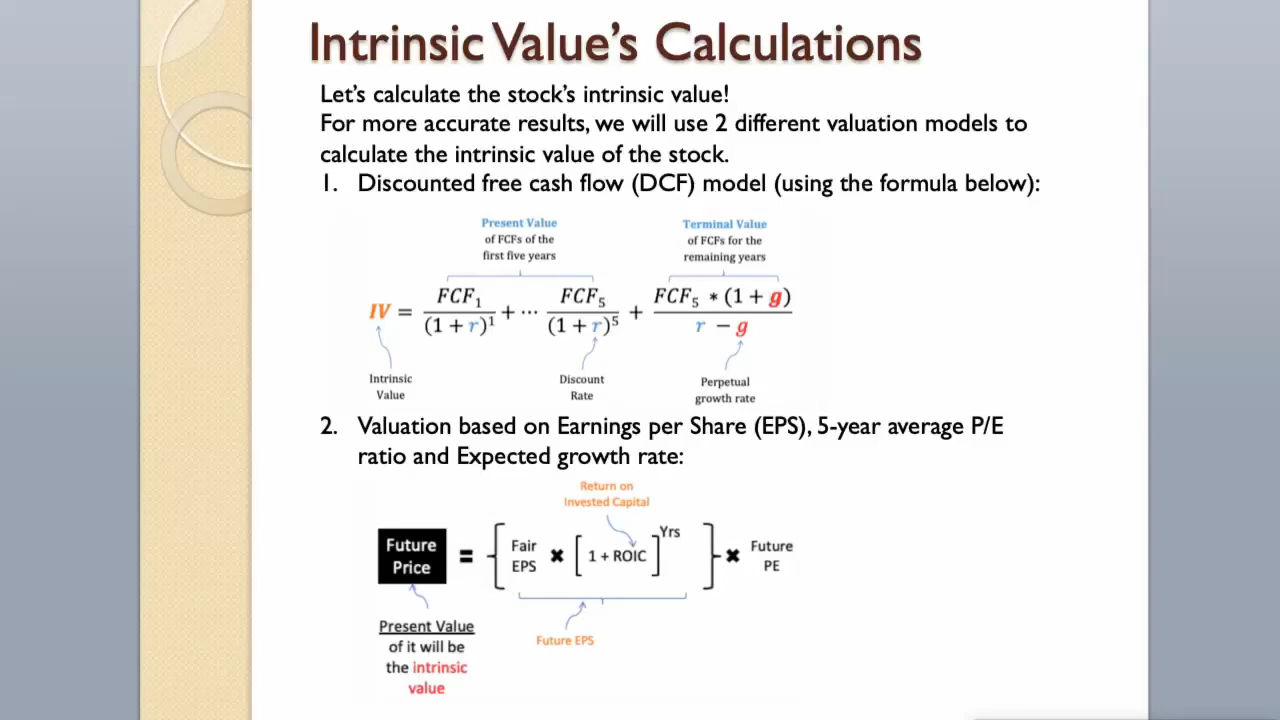 Intrinsic Value's Calculations
Let's calculate the stock's intrinsic value!
For more accurate results, we will use 2 different valuation models to
calculate the intrinsic value of the stock.
1. Discounted free cash flow (DCF) model (using the formula below):
Present Value
of FCFs of the
first five years
Terminal Value
of FCFs for the
remaining years
IV = FCF₁ / (1 + r)¹ + ⋯ FCF₅ / (1 + r)⁵ + FCF₅ * (1 + g) / r − g
Intrinsic
Value
Discount
Rate
Perpetual
growth rate
2. Valuation based on Earnings per Share (EPS), 5-year average P/E
ratio and Expected growth rate:
Return on
Invested Capital
Future
Price
=
Fair
EPS
×
[1 + ROIC]
Yrs
×
Future
PE
Future EPS
Present Value
of it will be
the intrinsic
value